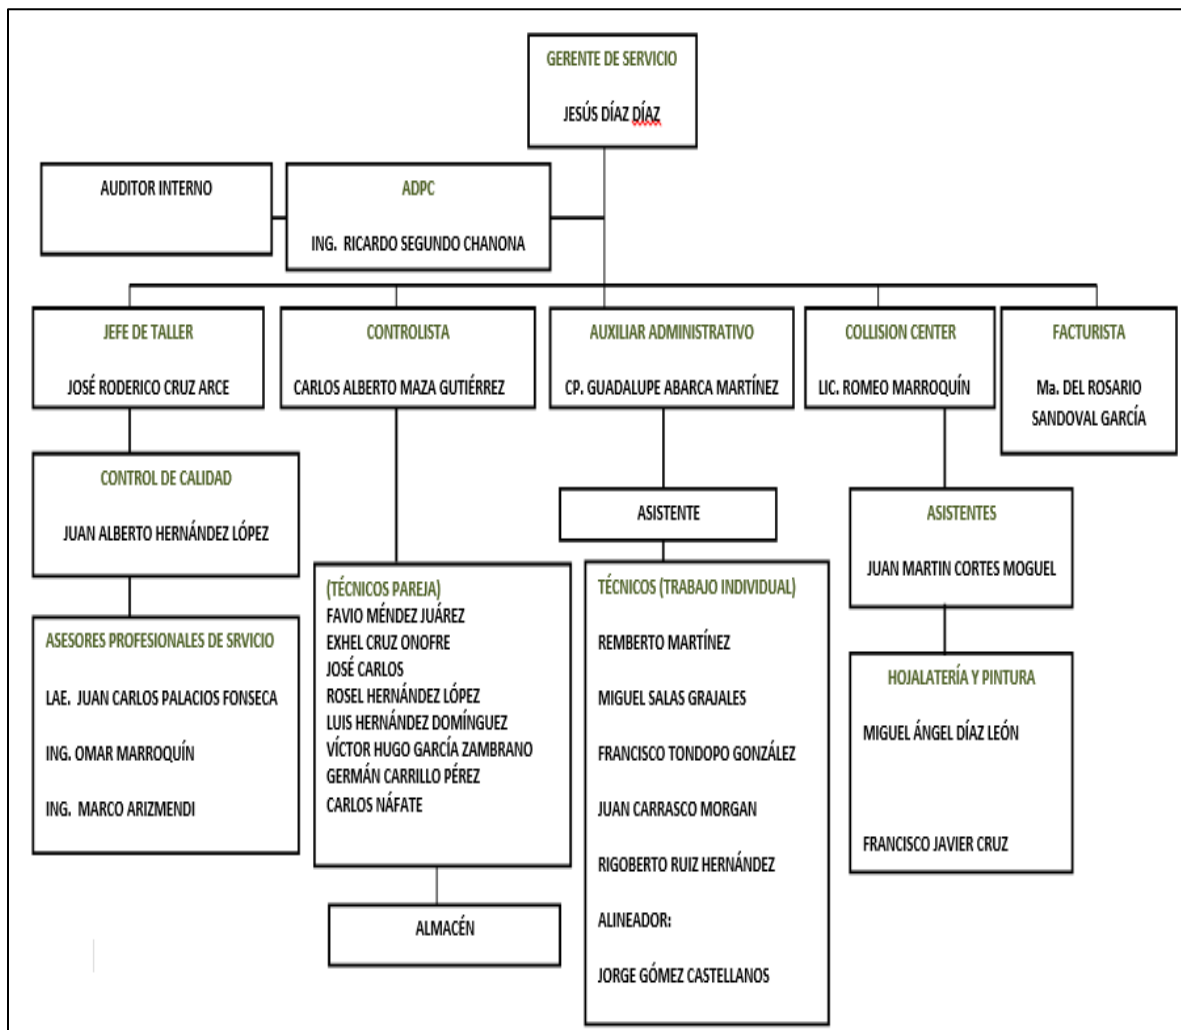 GERENTE DE SERVICIO
JESÚS DÍAZ DÍAZ
AUDITOR INTERNO
ADPC
ING. RICARDO SEGUNDO CHANONA
JEFE DE TALLER
JOSÉ RODERICO CRUZ ARCE
CONTROLISTA
CARLOS ALBERTO MAZA GUTIÉRREZ
AUXILIAR ADMINISTRATIVO
CP. GUADALUPE ABARCA MARTÍNEZ
COLLISION CENTER
LIC. ROMEO MARROQUÍN
FACTURISTA
Ma. DEL ROSARIO
SANDOVAL GARCÍA
CONTROL DE CALIDAD
JUAN ALBERTO HERNÁNDEZ LÓPEZ
ASISTENTE
ASISTENTES
JUAN MARTIN CORTES MOGUEL
ASESORES PROFESIONALES DE SRVICIO
LAE. JUAN CARLOS PALACIOS FONSECA
ING. OMAR MARROQUÍN
ING. MARCO ARIZMENDI
(TÉCNICOS PAREJA)
FAVIO MÉNDEZ JUÁREZ
EXHEL CRUZ ONOFRE
JOSÉ CARLOS
ROSEL HERNÁNDEZ LÓPEZ
LUIS HERNÁNDEZ DOMÍNGUEZ
VÍCTOR HUGO GARCÍA ZAMBRANO
GERMÁN CARRILLO PÉREZ
CARLOS NÁFATE
ALMACÉN
TÉCNICOS (TRABAJO INDIVIDUAL)
REMBERTO MARTÍNEZ
MIGUEL SALAS GRAJALES
FRANCISCO TONDOPO GONZÁLEZ
JUAN CARRASCO MORGAN
RIGOBERTO RUIZ HERNÁNDEZ
ALINEADOR:
JORGE GÓMEZ CASTELLANOS
HOJALATERÍA Y PINTURA
MIGUEL ÁNGEL DÍAZ LEÓN
FRANCISCO JAVIER CRUZ